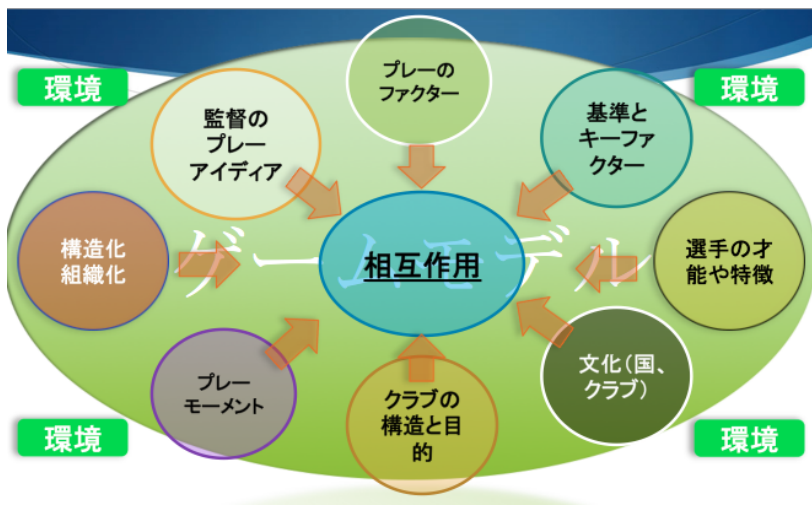 プレーの
ファクター
環境
環境
監督の
プレー
アイディア
基準と
キーファ
クター
構造化
組織化
ゲームモデル
相互作用
選手の才
能や特徴
プレー
モーメント
クラブの
構造と目
的
文化（国、
クラブ）
環境
環境